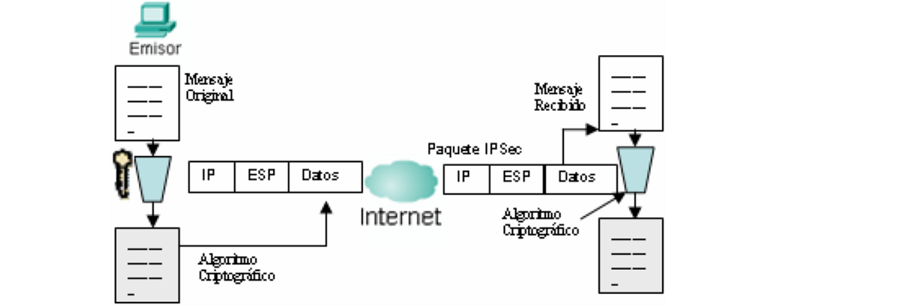 Emisor
Mensaje
Original
Mensaje
Recibido
Paquete IPSec
IP ESP Datos
IP ESP Datos
Internet
Algoritmo
Criptográfico
Algoritmo
Criptográfico